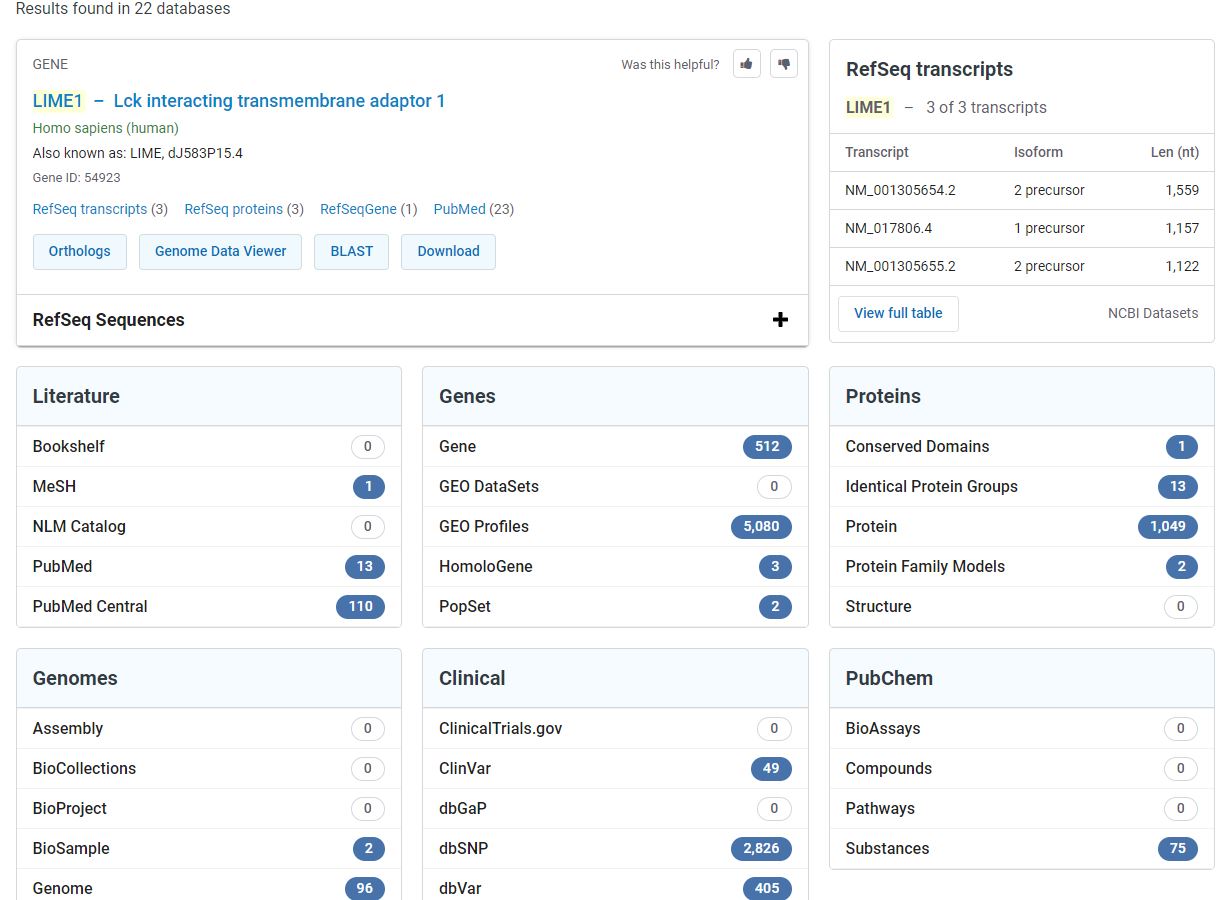 Results found in 22 databases
GENE
Was this helpful?
LIME1 – Lck interacting transmembrane adaptor 1
Homo sapiens (human)
Also known as: LIME, dJ583P15.4
Gene ID: 54923
RefSeq transcripts (3) RefSeq proteins (3) RefSeqGene (1) PubMed (23)
Orthologs Genome Data Viewer BLAST Download
RefSeq Sequences
RefSeq transcripts
LIME1 – 3 of 3 transcripts
Transcript Isoform Len (nt)
NM_001305654.2 2 precursor 1,559
NM_017806.4 1 precursor 1,157
NM_001305655.2 2 precursor 1,122
View full table NCBI Datasets
Literature
Bookshelf 0
MeSH 1
NLM Catalog 0
PubMed 13
PubMed Central 110
Genes
Gene 512
GEO DataSets 0
GEO Profiles 5,080
HomoloGene 3
PopSet 2
Proteins
Conserved Domains 1
Identical Protein Groups 13
Protein 1,049
Protein Family Models 2
Structure 0
Genomes
Assembly 0
BioCollections 0
BioProject 0
BioSample 2
Genome 96
Clinical
ClinicalTrials.gov 0
ClinVar 49
dbGaP 0
dbSNP 2,826
dbVar 405
PubChem
BioAssays 0
Compounds 0
Pathways 0
Substances 75